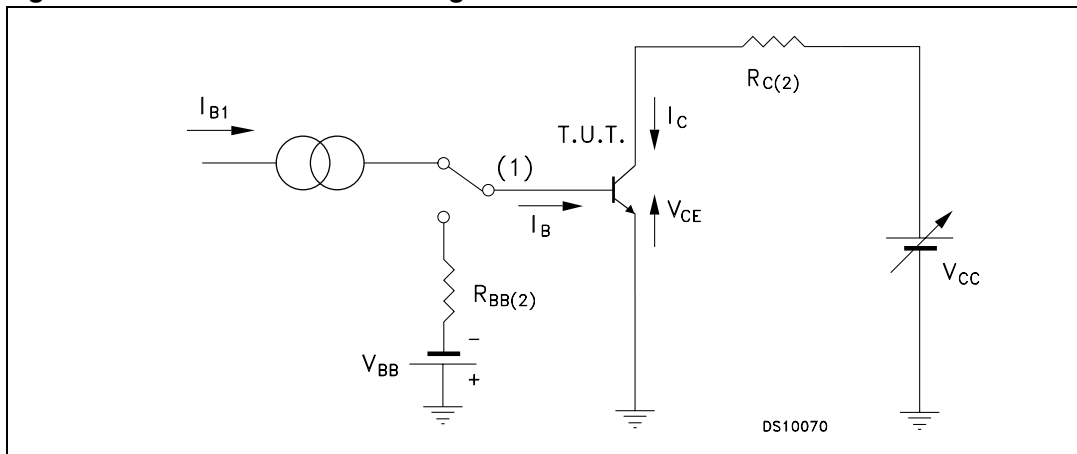 I_B1
R_C(2)
I_C
T.U.T.
(1)
I_B
V_CE
R_BB(2)
V_CC
V_BB
-
+
DS10070